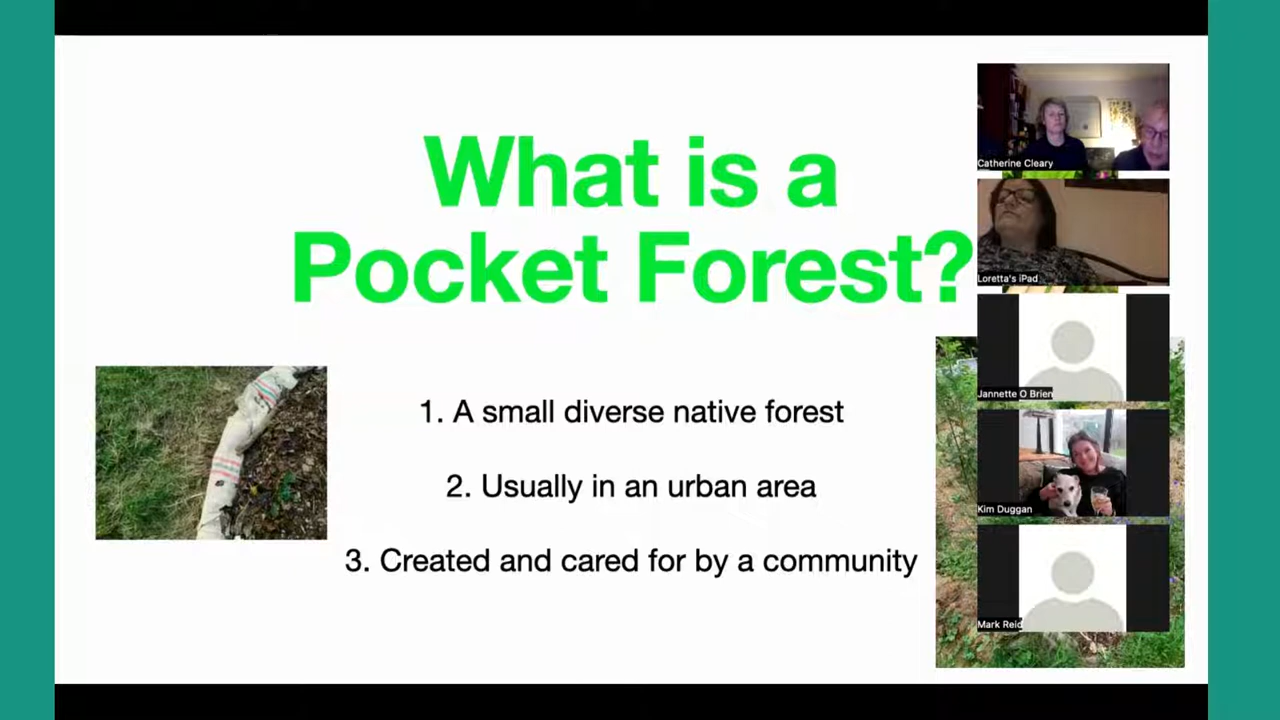 What is a
Pocket Forest?
1. A small diverse native forest
2. Usually in an urban area
3. Created and cared for by a community
Catherine Cleary
Loretta's iPad
Jannette O Brien
Kim Duggan
Mark Reid